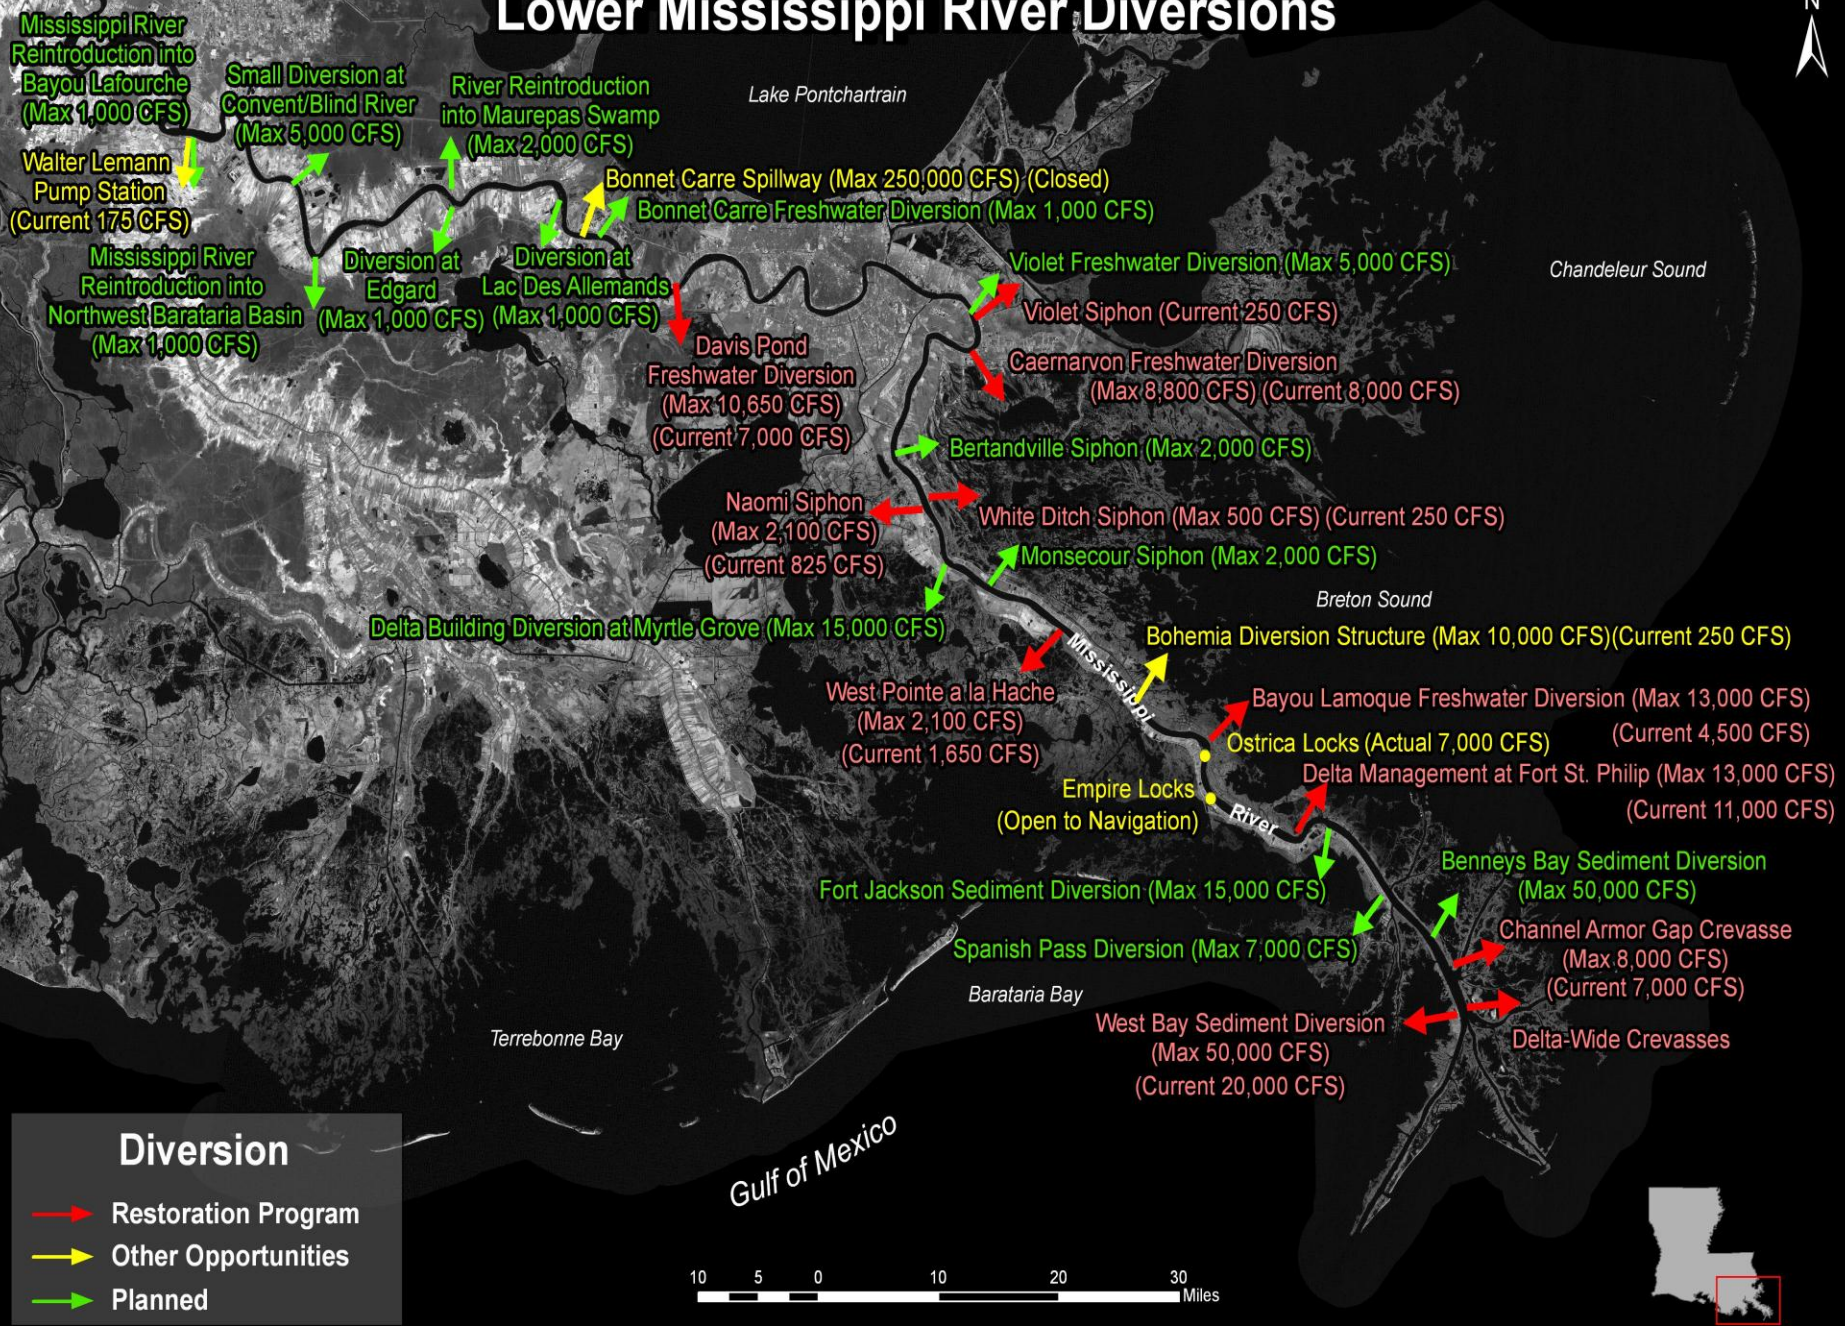 Lower Mississippi River Diversions
N
Mississippi River
Reintroduction into
Bayou Lafourche
(Max 1,000 CFS)
Small Diversion at
Convent/Blind River
(Max 5,000 CFS)
River Reintroduction
into Maurepas Swamp
(Max 2,000 CFS)
Lake Pontchartrain
Walter Lemann
Pump Station
(Current 175 CFS)
Bonnet Carre Spillway (Max 250,000 CFS) (Closed)
Bonnet Carre Freshwater Diversion (Max 1,000 CFS)
Mississippi River
Reintroduction into
Northwest Barataria Basin
(Max 1,000 CFS)
Diversion at
Edgard
(Max 1,000 CFS)
Diversion at
Lac Des Allemands
(Max 1,000 CFS)
Violet Freshwater Diversion (Max 5,000 CFS)
Chandeleur Sound
Violet Siphon (Current 250 CFS)
Davis Pond
Freshwater Diversion
(Max 10,650 CFS)
(Current 7,000 CFS)
Caernarvon Freshwater Diversion
(Max 8,800 CFS) (Current 8,000 CFS)
Bertandville Siphon (Max 2,000 CFS)
Naomi Siphon
(Max 2,100 CFS)
(Current 825 CFS)
White Ditch Siphon (Max 500 CFS) (Current 250 CFS)
Monsecour Siphon (Max 2,000 CFS)
Breton Sound
Delta Building Diversion at Myrtle Grove (Max 15,000 CFS)
Mississippi
Bohemia Diversion Structure (Max 10,000 CFS)(Current 250 CFS)
West Pointe a la Hache
(Max 2,100 CFS)
(Current 1,650 CFS)
Bayou Lamoque Freshwater Diversion (Max 13,000 CFS)
(Current 4,500 CFS)
Ostrica Locks (Actual 7,000 CFS)
Delta Management at Fort St. Philip (Max 13,000 CFS)
(Current 11,000 CFS)
Empire Locks
(Open to Navigation)
River
Fort Jackson Sediment Diversion (Max 15,000 CFS)
Benneys Bay Sediment Diversion
(Max 50,000 CFS)
Spanish Pass Diversion (Max 7,000 CFS)
Channel Armor Gap Crevasse
(Max 8,000 CFS)
(Current 7,000 CFS)
Barataria Bay
West Bay Sediment Diversion
(Max 50,000 CFS)
(Current 20,000 CFS)
Delta-Wide Crevasses
Terrebonne Bay
Gulf of Mexico
Diversion
Restoration Program
Other Opportunities
Planned
10 5 0 10 20 30
Miles